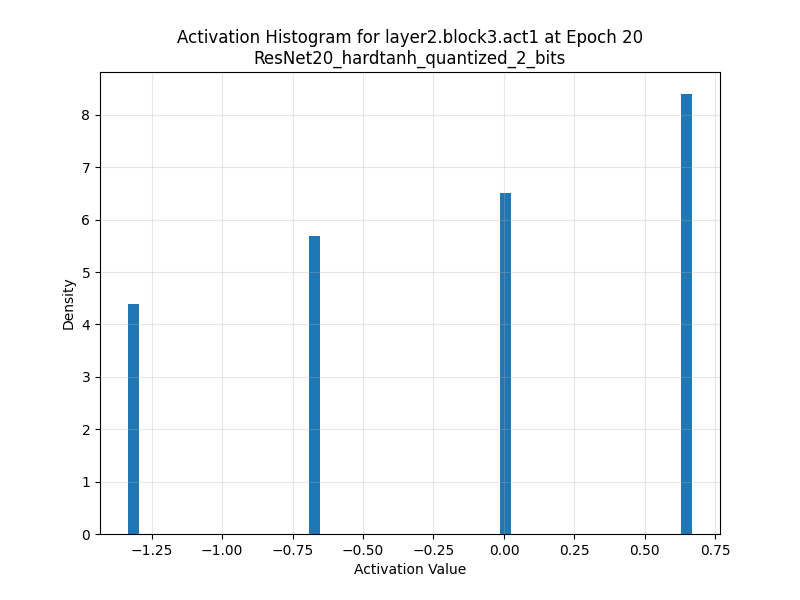 Activation Histogram for layer2.block3.act1 at Epoch 20
ResNet20_hardtanh_quantized_2_bits
8
7
6
5
4
3
2
1
0
Density
−1.25 −1.00 −0.75 −0.50 −0.25 0.00 0.25 0.50 0.75
Activation Value